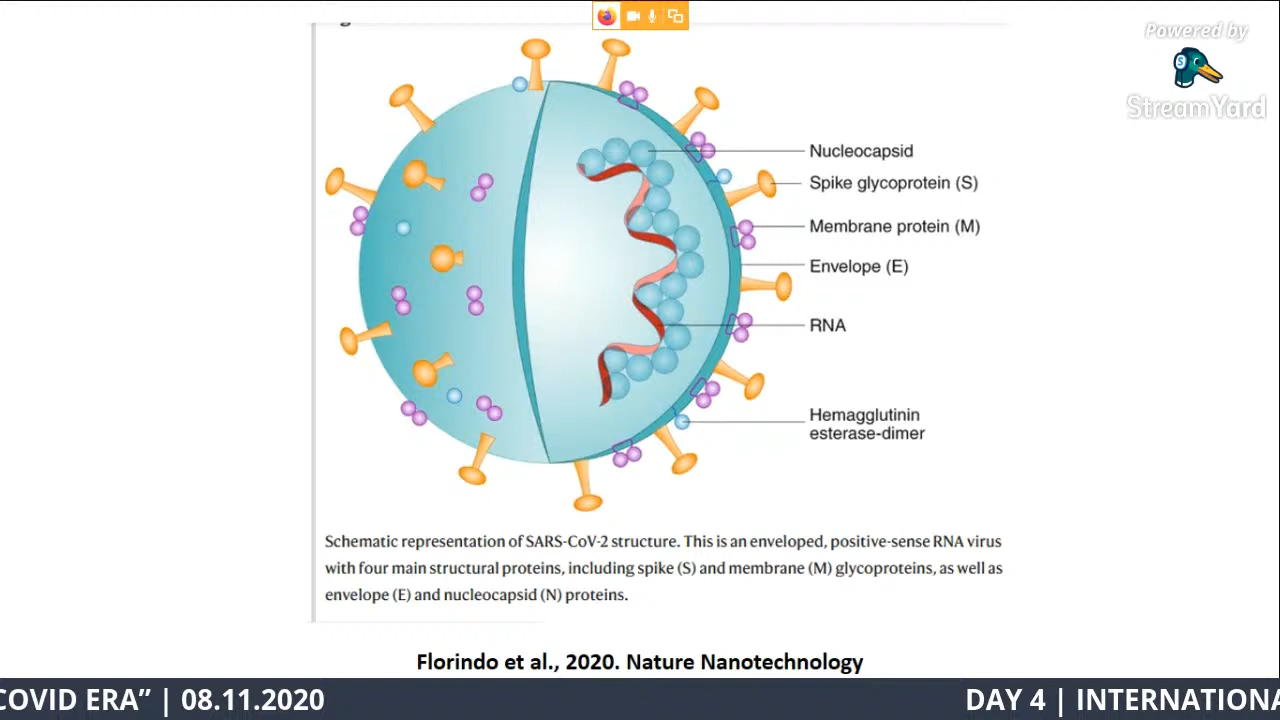 Powered by
StreamYard
Nucleocapsid
Spike glycoprotein (S)
Membrane protein (M)
Envelope (E)
RNA
Hemagglutinin
esterase-dimer
Schematic representation of SARS-CoV-2 structure. This is an enveloped, positive-sense RNA virus
with four main structural proteins, including spike (S) and membrane (M) glycoproteins, as well as
envelope (E) and nucleocapsid (N) proteins.
Florindo et al., 2020. Nature Nanotechnology
COVID ERA” | 08.11.2020 DAY 4 | INTERNATIONA